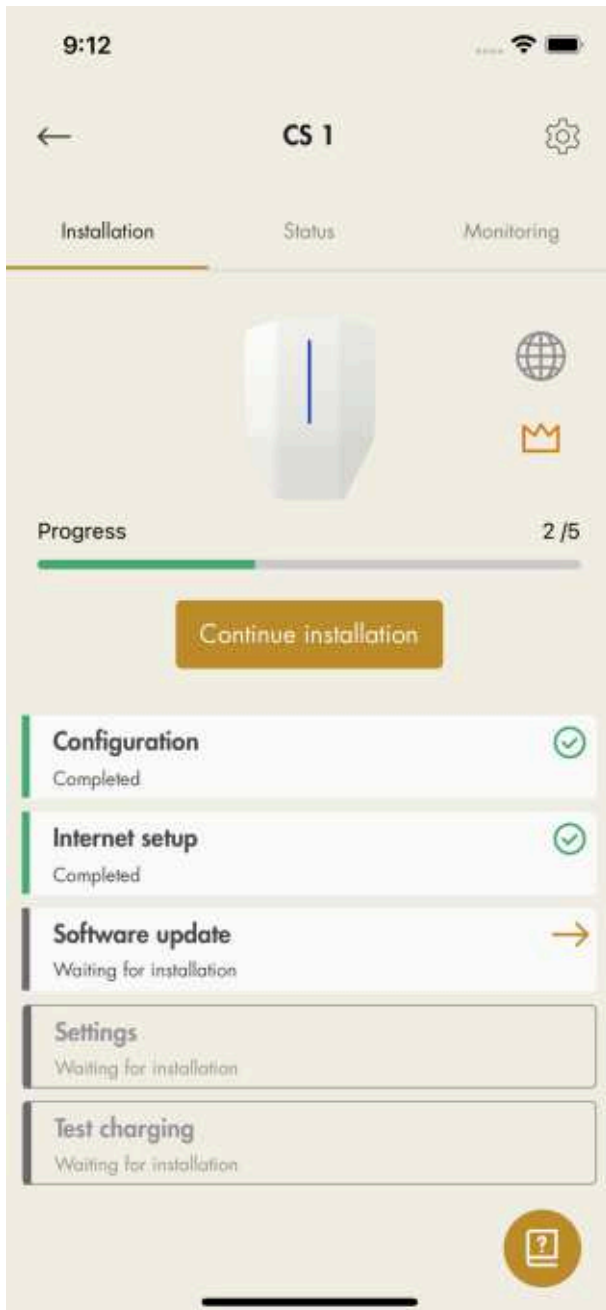 9:12
CS 1
Installation Status Monitoring
Progress 2 /5
Continue installation
Configuration
Completed
Internet setup
Completed
Software update
Waiting for installation
Settings
Waiting for installation
Test charging
Waiting for installation
?